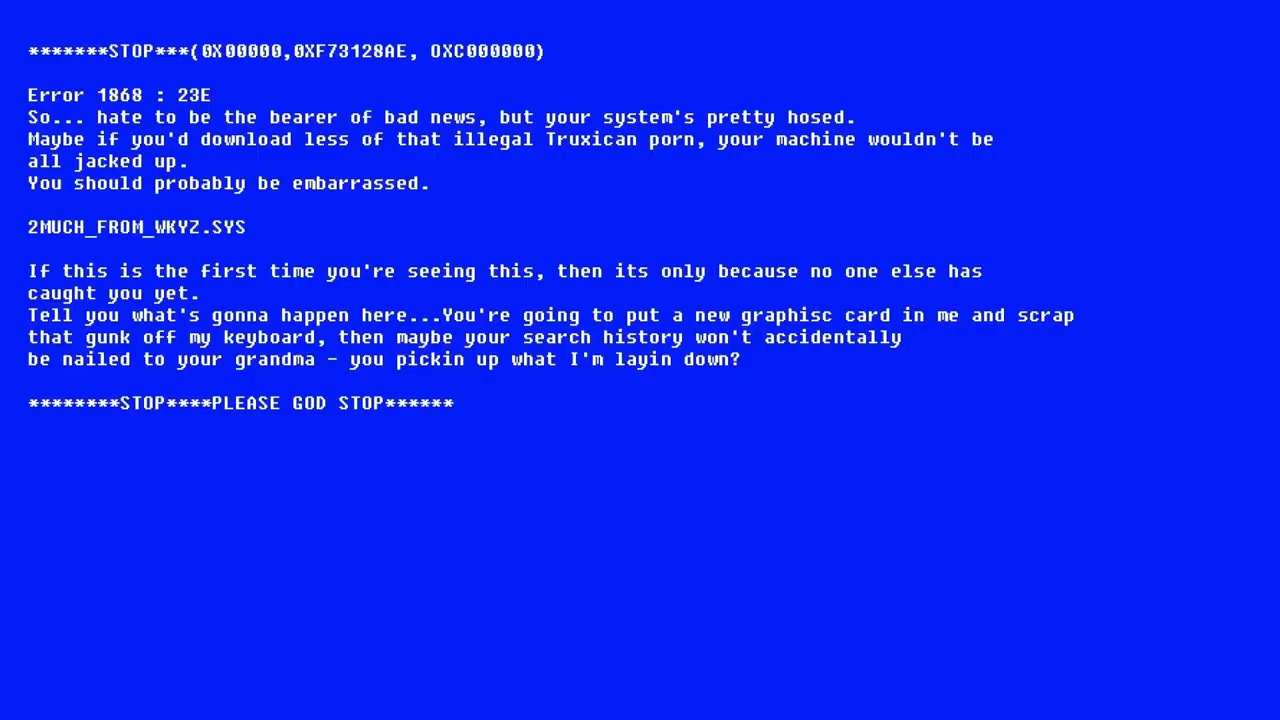 *******STOP***(0X00000,0XF73128AE, 0XC000000)
Error 1868 : 23E
So... hate to be the bearer of bad news, but your system's pretty hosed.
Maybe if you'd download less of that illegal Truxican porn, your machine wouldn't be
all jacked up.
You should probably be embarrassed.
2MUCH_FROM_WKYZ.SYS
If this is the first time you're seeing this, then its only because no one else has
caught you yet.
Tell you what's gonna happen here...You're going to put a new graphisc card in me and scrap
that gunk off my keyboard, then maybe your search history won't accidentally
be nailed to your grandma - you pickin up what I'm layin down?
********STOP****PLEASE GOD STOP******